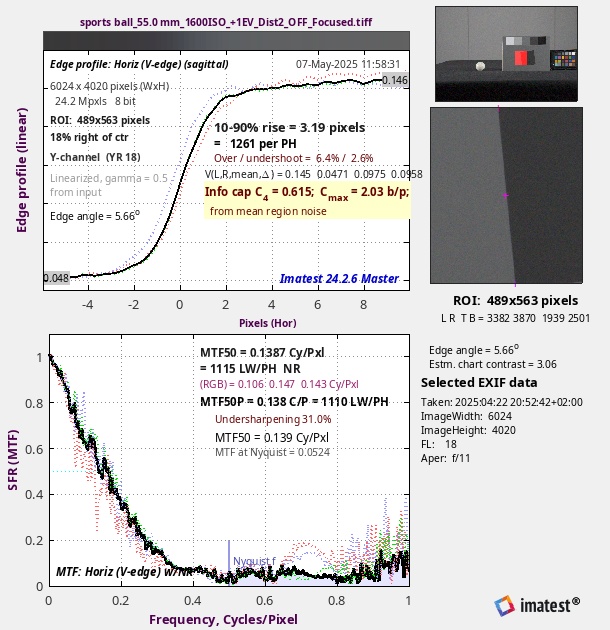 sports ball_55.0 mm_1600ISO_+1EV_Dist2_OFF_Focused.tiff
Edge profile: Horiz (V-edge) (sagittal)
07-May-2025 11:58:31
0.146
6024 x 4020 pixels (WxH)
24.2 Mpxls   8 bit
ROI:  489x563 pixels
18% right of ctr
Y-channel  (YR 18)
Linearized, gamma = 0.5
from input
Edge angle = 5.66o
10-90% rise = 3.19 pixels
=   1261 per PH
Over / undershoot =  6.4% /  2.6%
V(L,R,mean,Δ) = 0.145  0.0471  0.0975  0.0958
Info cap C4 = 0.615;  Cmax = 2.03 b/p;
from mean region noise
0.048
Imatest 24.2.6 Master
Edge profile (linear)
-4 -2 0 2 4 6 8
Pixels (Hor)
ROI:  489x563 pixels
L R  T B = 3382 3870  1939 2501
Edge angle = 5.66o
Estm. chart contrast = 3.06
Selected EXIF data
Taken: 2025:04:22 20:52:42+02:00
ImageWidth:  6024
ImageHeight:  4020
FL:   18
Aper:  f/11
MTF50 = 0.1387 Cy/Pxl
= 1115 LW/PH  NR
(RGB) = 0.106  0.147  0.143 Cy/Pxl
MTF50P = 0.138 C/P = 1110 LW/PH
Undersharpening 31.0%
MTF50 = 0.139 Cy/Pxl
MTF at Nyquist = 0.0524
SFR (MTF)
1
0.8
0.6
0.4
0.2
0
Nyquist f
MTF: Horiz (V-edge) w/NR
0 0.2 0.4 0.6 0.8 1
Frequency, Cycles/Pixel
imatest®